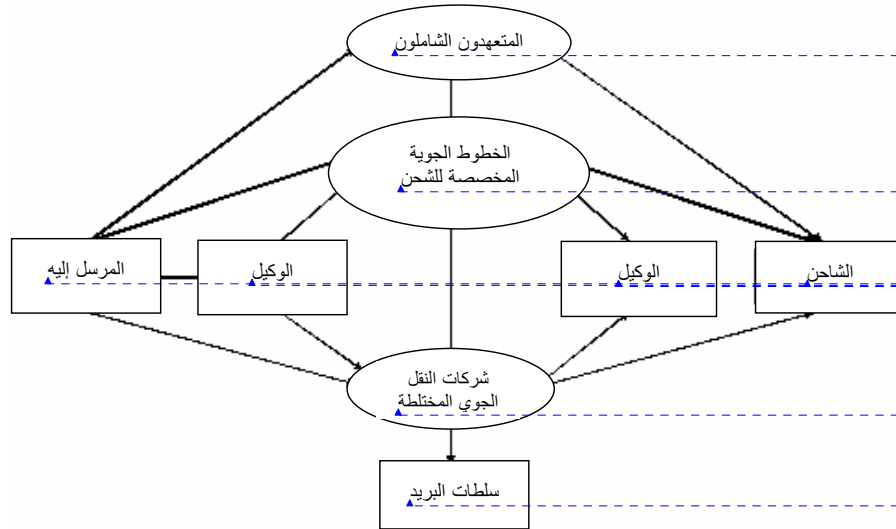 المتعهدون الشاملون
الخطوط الجوية
المخصصة للشحن
الشاحن
الوكيل
الوكيل
المرسل إليه
شركات النقل
الجوي المختلطة
سلطات البريد